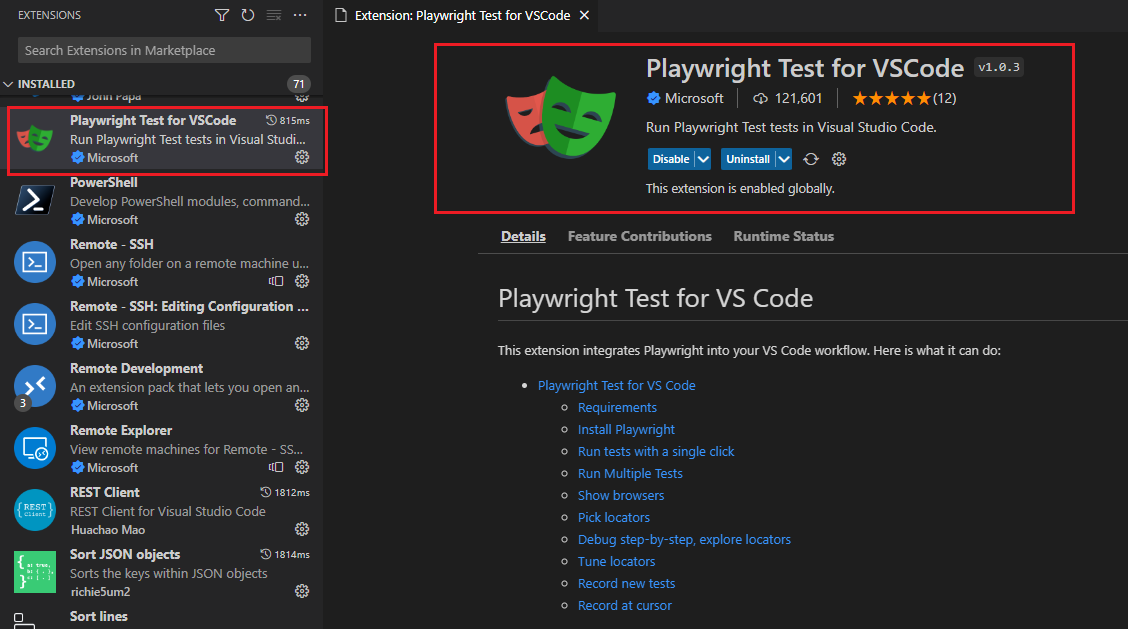 EXTENSIONS
Search Extensions in Marketplace
INSTALLED 71
John Papa
Playwright Test for VSCode 815ms
Run Playwright Test tests in Visual Studi...
Microsoft
PowerShell
Develop PowerShell modules, command...
Microsoft
Remote - SSH
Open any folder on a remote machine u...
Microsoft
Remote - SSH: Editing Configuration ...
Edit SSH configuration files
Microsoft
Remote Development
An extension pack that lets you open an...
3
Microsoft
Remote Explorer
View remote machines for Remote - SS...
Microsoft
REST Client 1812ms
{REST}
Client
REST Client for Visual Studio Code
Huachao Mao
Sort JSON objects 1814ms
Sorts the keys within JSON objects
richie5um2
Sort lines
Extension: Playwright Test for VSCode
Playwright Test for VSCode v1.0.3
Microsoft 121,601 (12)
Run Playwright Test tests in Visual Studio Code.
Disable Uninstall
This extension is enabled globally.
Details Feature Contributions Runtime Status
Playwright Test for VS Code
This extension integrates Playwright into your VS Code workflow. Here is what it can do:
Playwright Test for VS Code
Requirements
Install Playwright
Run tests with a single click
Run Multiple Tests
Show browsers
Pick locators
Debug step-by-step, explore locators
Tune locators
Record new tests
Record at cursor